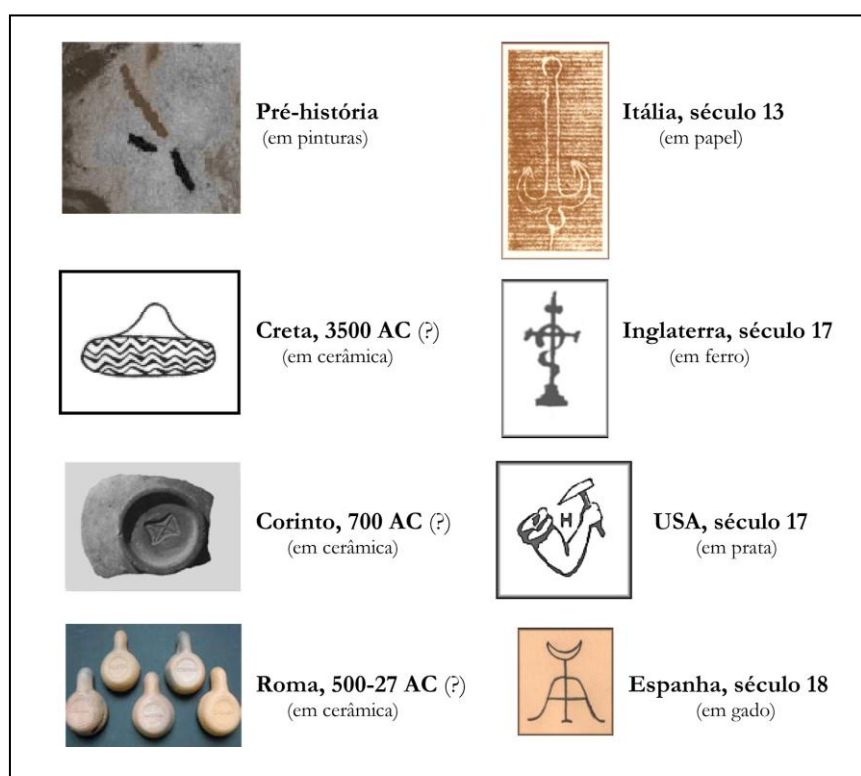 Pré-história
(em pinturas)
Creta, 3500 AC (?)
(em cerâmica)
Corinto, 700 AC (?)
(em cerâmica)
Roma, 500-27 AC (?)
(em cerâmica)
Itália, século 13
(em papel)
Inglaterra, século 17
(em ferro)
H
USA, século 17
(em prata)
Espanha, século 18
(em gado)